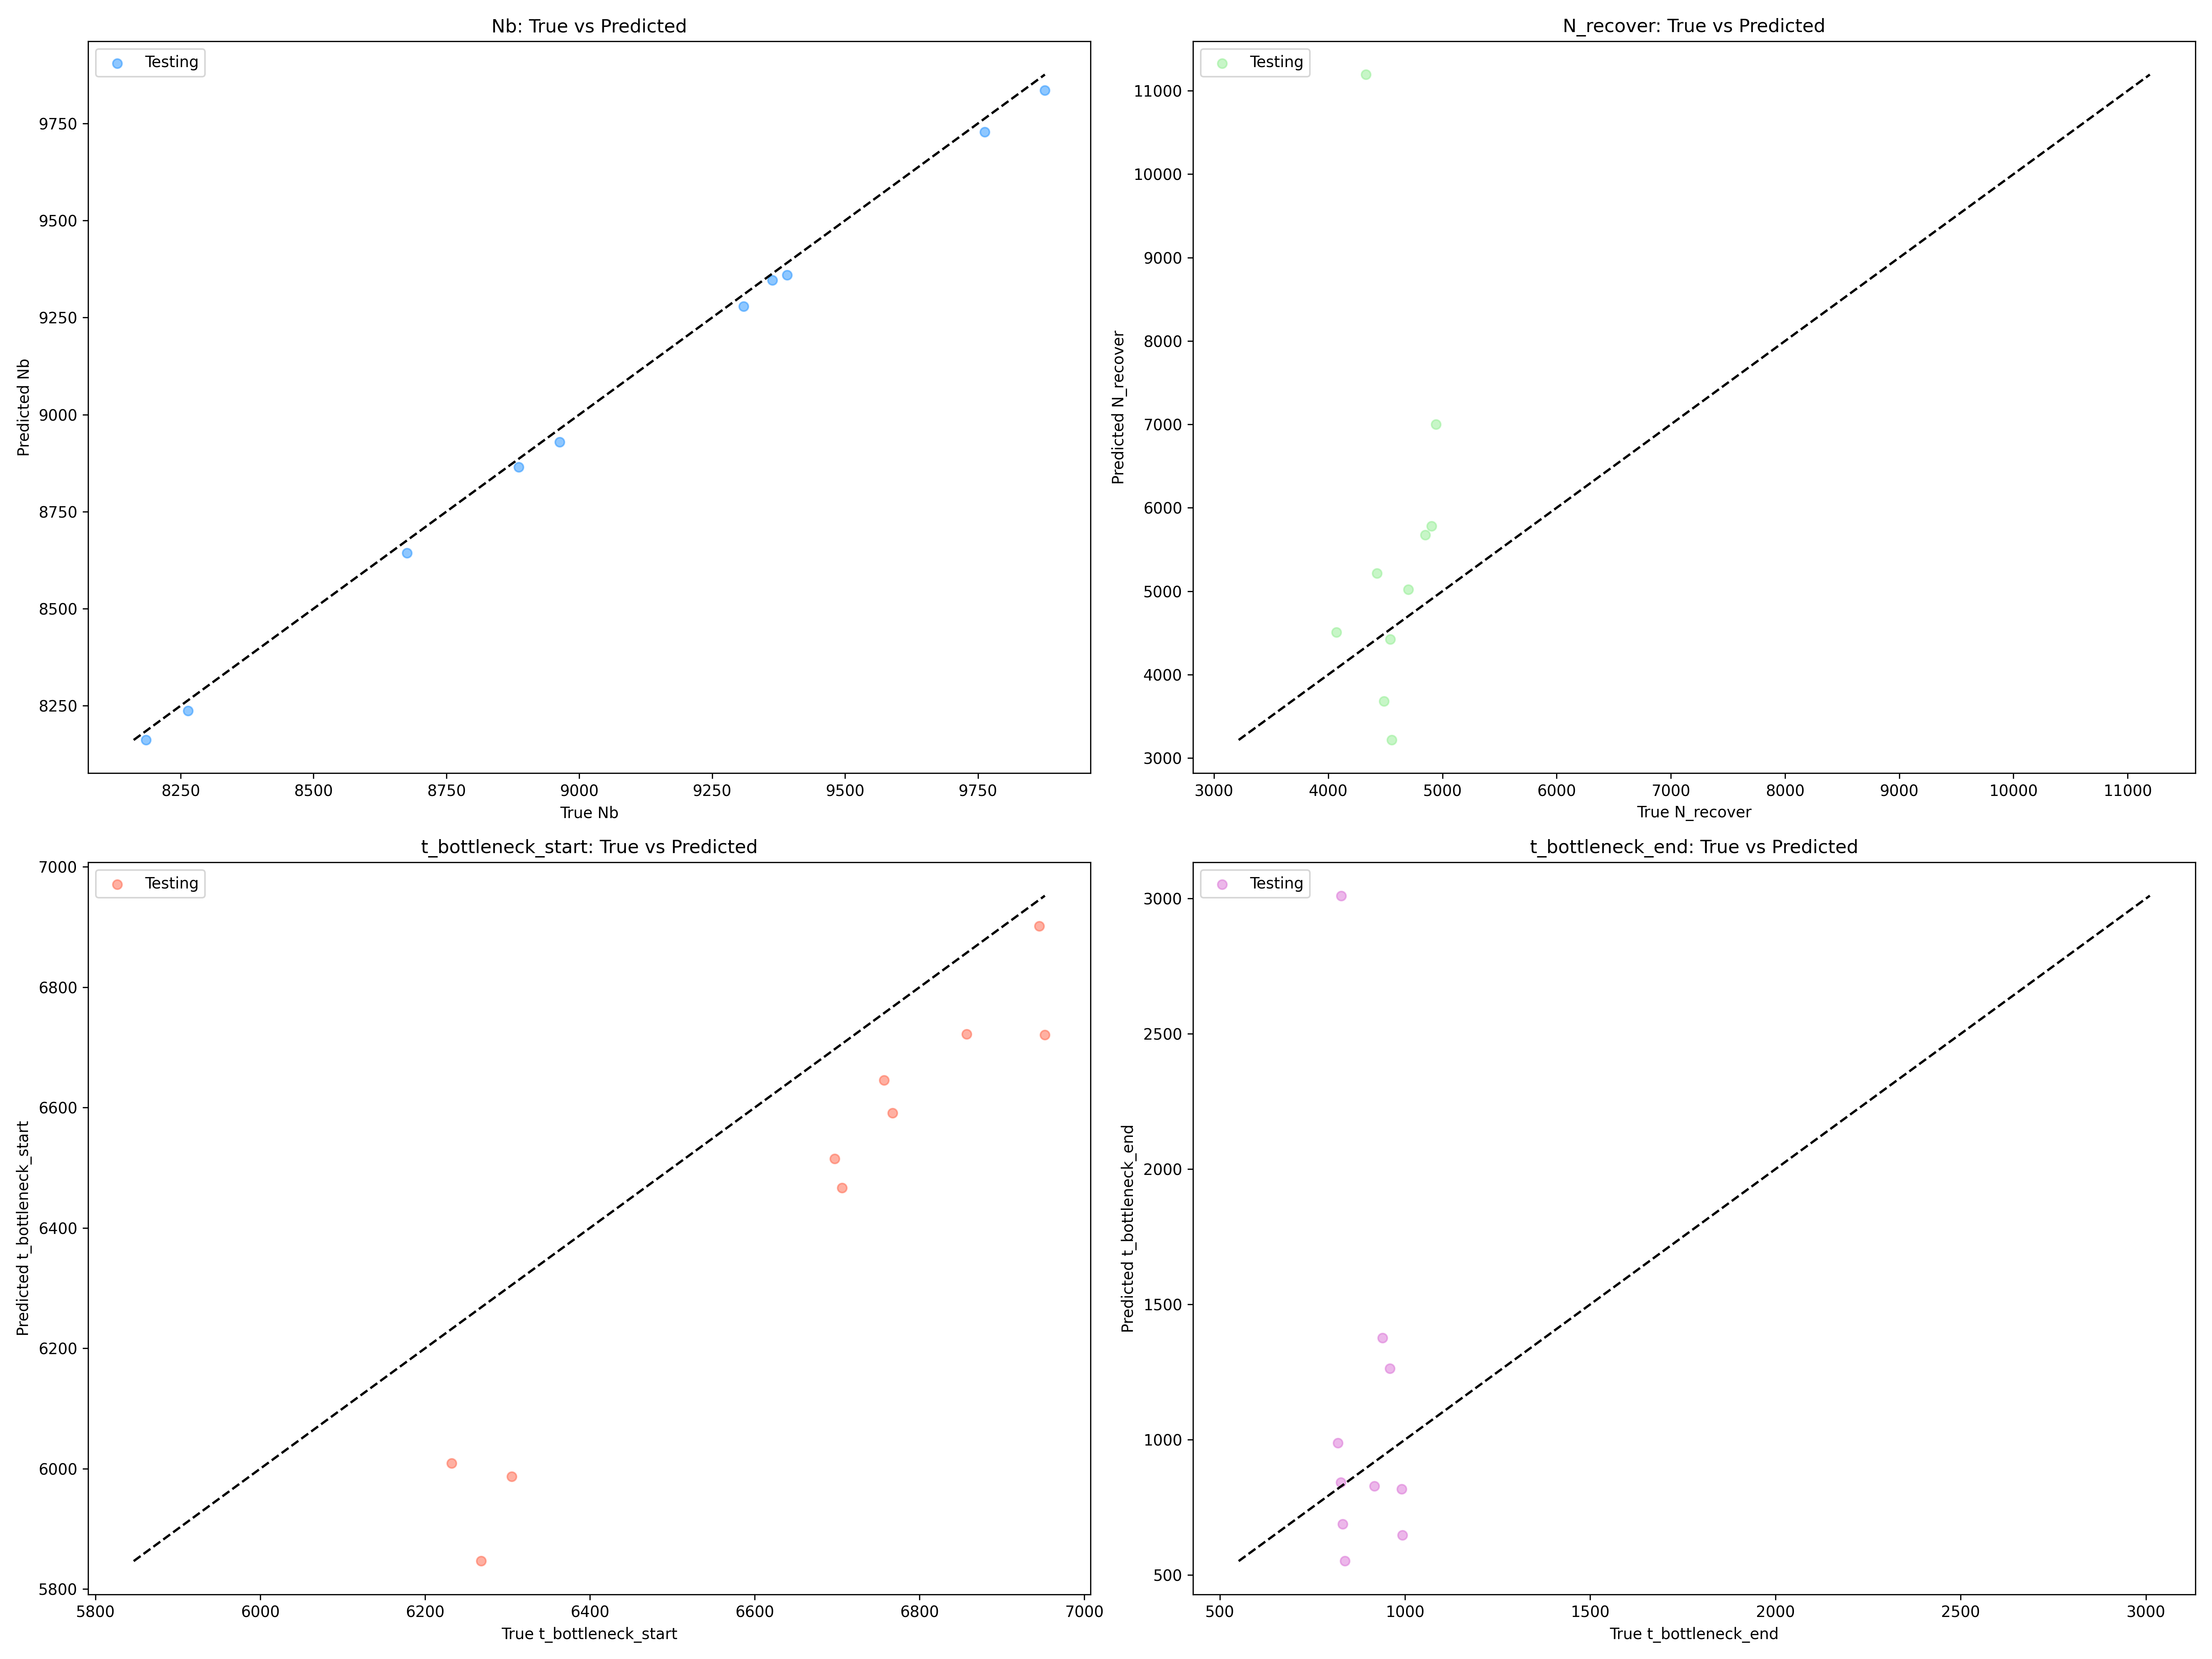 Nb: True vs Predicted
Testing
9750
9500
9250
9000
8750
8500
8250
Predicted Nb
8250 8500 8750 9000 9250 9500 9750
True Nb
N_recover: True vs Predicted
Testing
11000
10000
9000
8000
7000
6000
5000
4000
3000
Predicted N_recover
3000 4000 5000 6000 7000 8000 9000 10000 11000
True N_recover
t_bottleneck_start: True vs Predicted
Testing
7000
6800
6600
6400
6200
6000
5800
Predicted t_bottleneck_start
5800 6000 6200 6400 6600 6800 7000
True t_bottleneck_start
t_bottleneck_end: True vs Predicted
Testing
3000
2500
2000
1500
1000
500
Predicted t_bottleneck_end
500 1000 1500 2000 2500 3000
True t_bottleneck_end